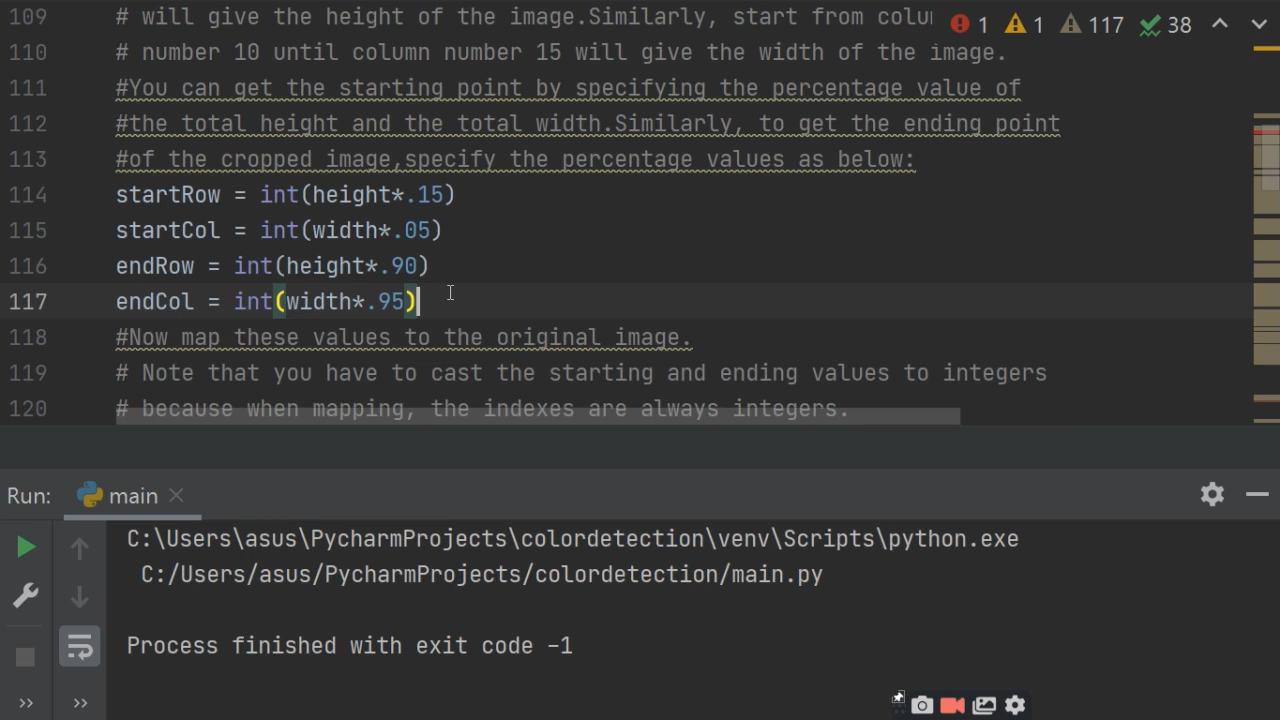 109 # will give the height of the image.Similarly, start from colu 1 1 117 38
110 # number 10 until column number 15 will give the width of the image.
111 #You can get the starting point by specifying the percentage value of
112 #the total height and the total width.Similarly, to get the ending point
113 #of the cropped image,specify the percentage values as below:
114 startRow = int(height*.15)
115 startCol = int(width*.05)
116 endRow = int(height*.90)
117 endCol = int(width*.95)
118 #Now map these values to the original image.
119 # Note that you have to cast the starting and ending values to integers
120 # because when mapping, the indexes are always integers.
Run: main
C:\Users\asus\PycharmProjects\colordetection\venv\Scripts\python.exe
C:/Users/asus/PycharmProjects/colordetection/main.py
Process finished with exit code -1